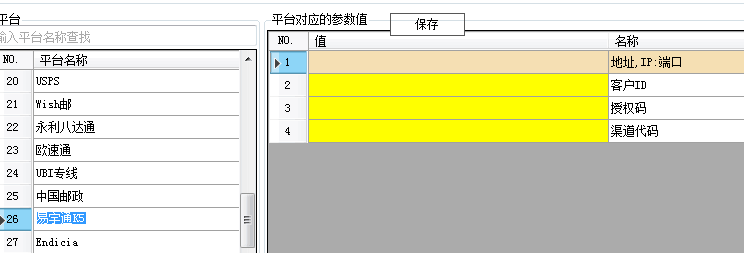 平台
输入平台名称查找
NO. 平台名称
20 USPS
21 Wish邮
22 永利八达通
23 欧速通
24 UBI专线
25 中国邮政
26 易宇通K5
27 Endicia
平台对应的参数值
保存
NO. 值 名称
1 地址,IP:端口
2 客户ID
3 授权码
4 渠道代码